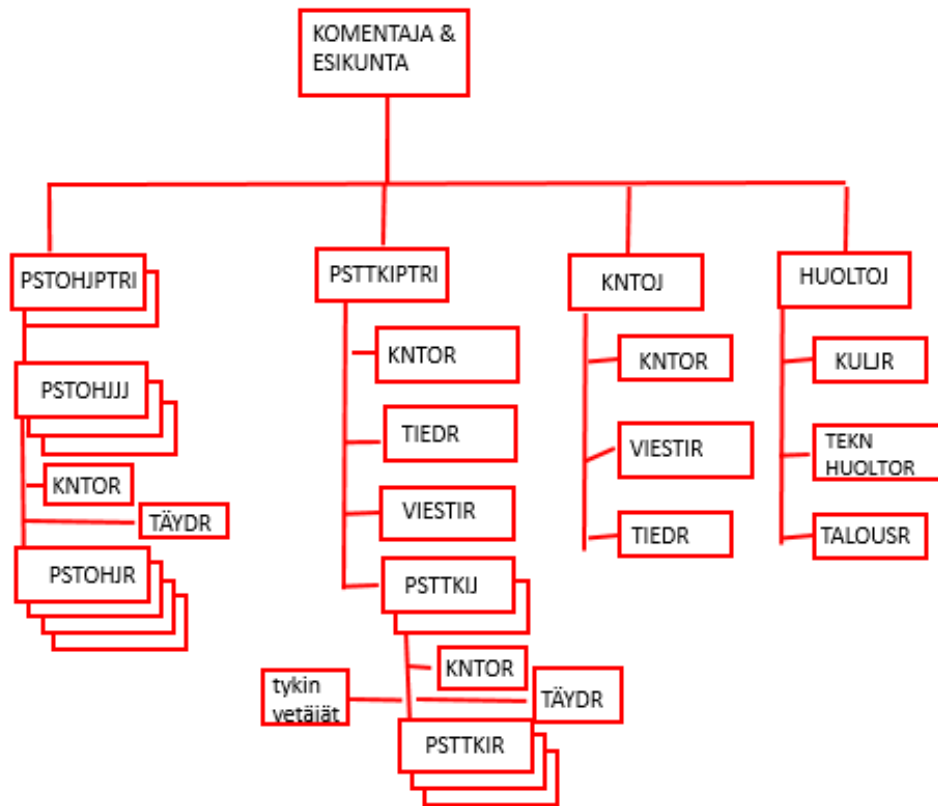 KOMENTAJA &
ESIKUNTA
PSTOHJPTRI
PSTTKIPTRI
KNTOJ
HUOLTOJ
PSTOHJJJ
KNTOR
TÄYDR
PSTOHJR
KNTOR
TIEDR
VIESTIR
PSTTKIJ
KNTOR
tykin
vetäjät
TÄYDR
PSTTKIR
KNTOR
VIESTIR
TIEDR
KULJR
TEKN
HUOLTOR
TALOUSR